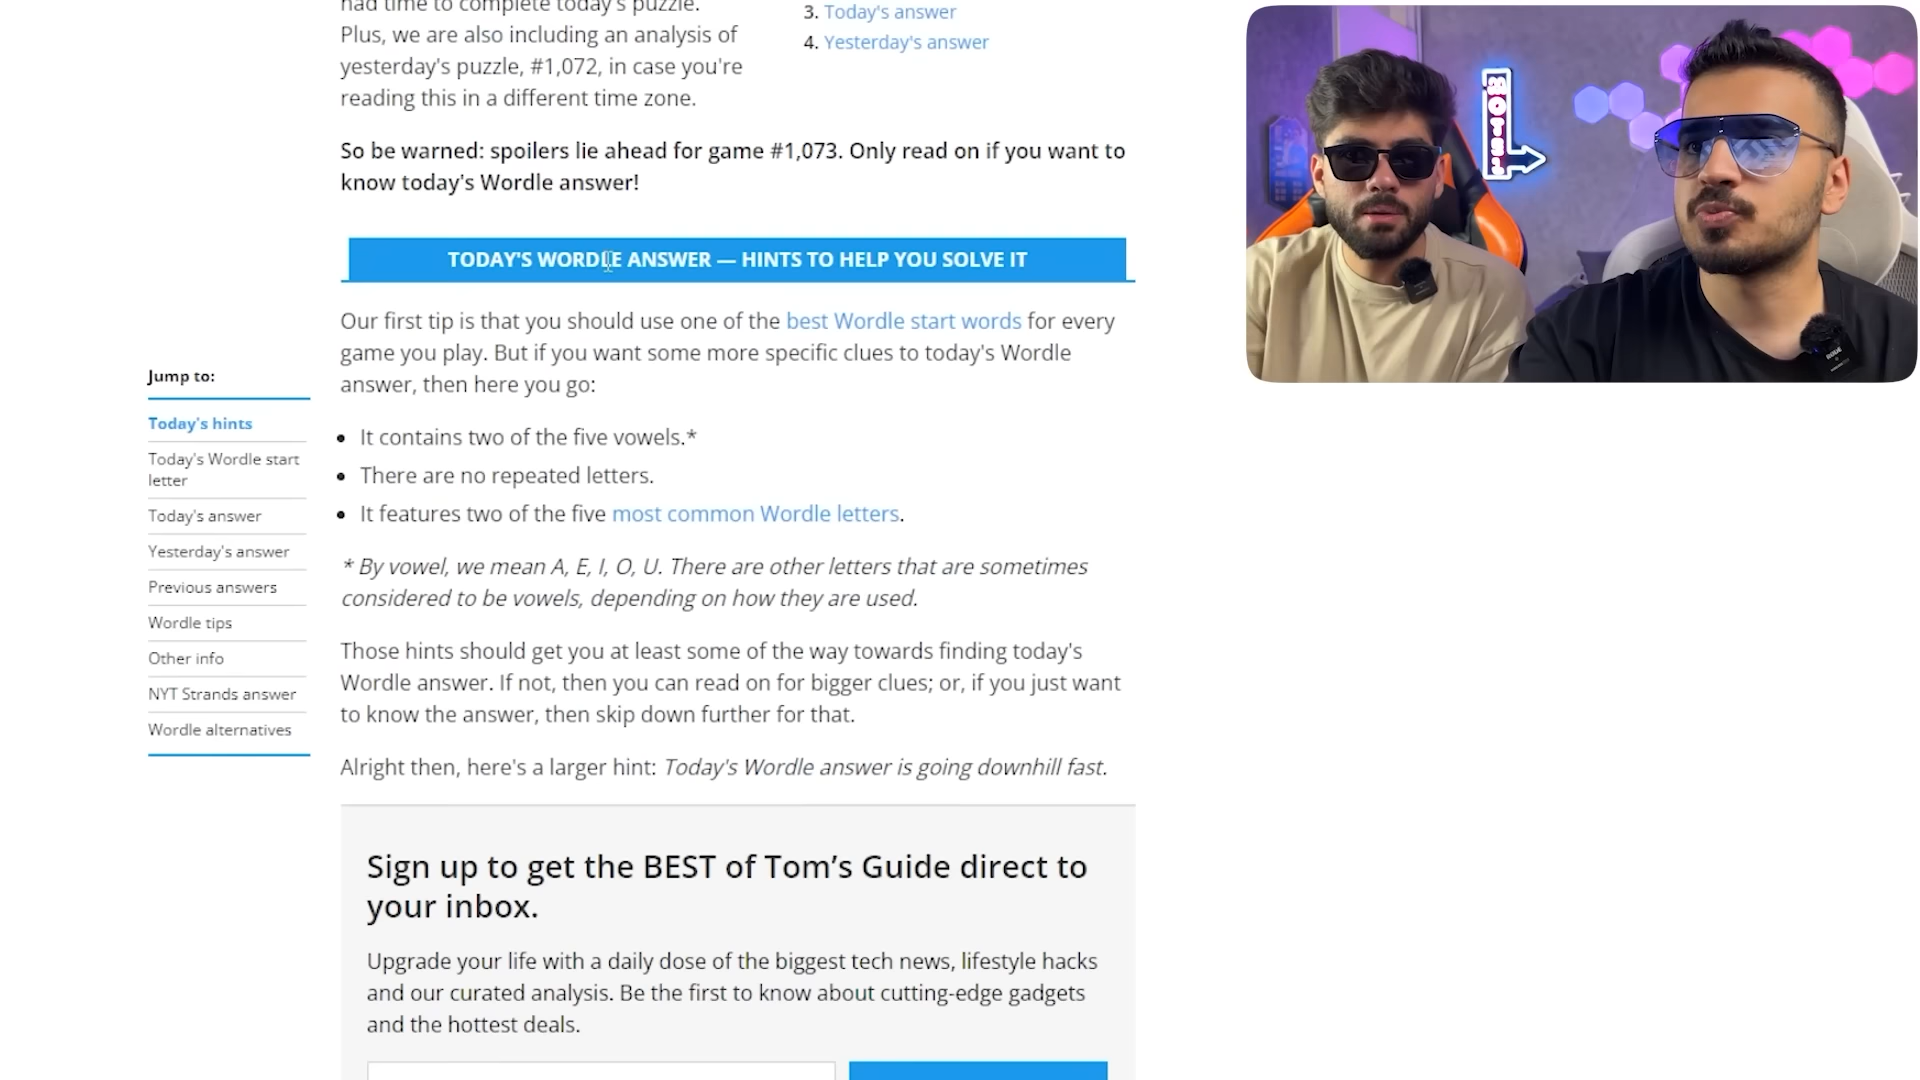 had time to complete today's puzzle.
Plus, we are also including an analysis of
yesterday's puzzle, #1,072, in case you're
reading this in a different time zone.
3. Today's answer
4. Yesterday's answer
So be warned: spoilers lie ahead for game #1,073. Only read on if you want to
know today's Wordle answer!
TODAY'S WORDLE ANSWER — HINTS TO HELP YOU SOLVE IT
Our first tip is that you should use one of the best Wordle start words for every
game you play. But if you want some more specific clues to today's Wordle
answer, then here you go:
• It contains two of the five vowels.*
• There are no repeated letters.
• It features two of the five most common Wordle letters.
* By vowel, we mean A, E, I, O, U. There are other letters that are sometimes
considered to be vowels, depending on how they are used.
Those hints should get you at least some of the way towards finding today's
Wordle answer. If not, then you can read on for bigger clues; or, if you just want
to know the answer, then skip down further for that.
Alright then, here's a larger hint: Today's Wordle answer is going downhill fast.
Jump to:
Today's hints
Today's Wordle start
letter
Today's answer
Yesterday's answer
Previous answers
Wordle tips
Other info
NYT Strands answer
Wordle alternatives
Sign up to get the BEST of Tom’s Guide direct to
your inbox.
Upgrade your life with a daily dose of the biggest tech news, lifestyle hacks
and our curated analysis. Be the first to know about cutting-edge gadgets
and the hottest deals.